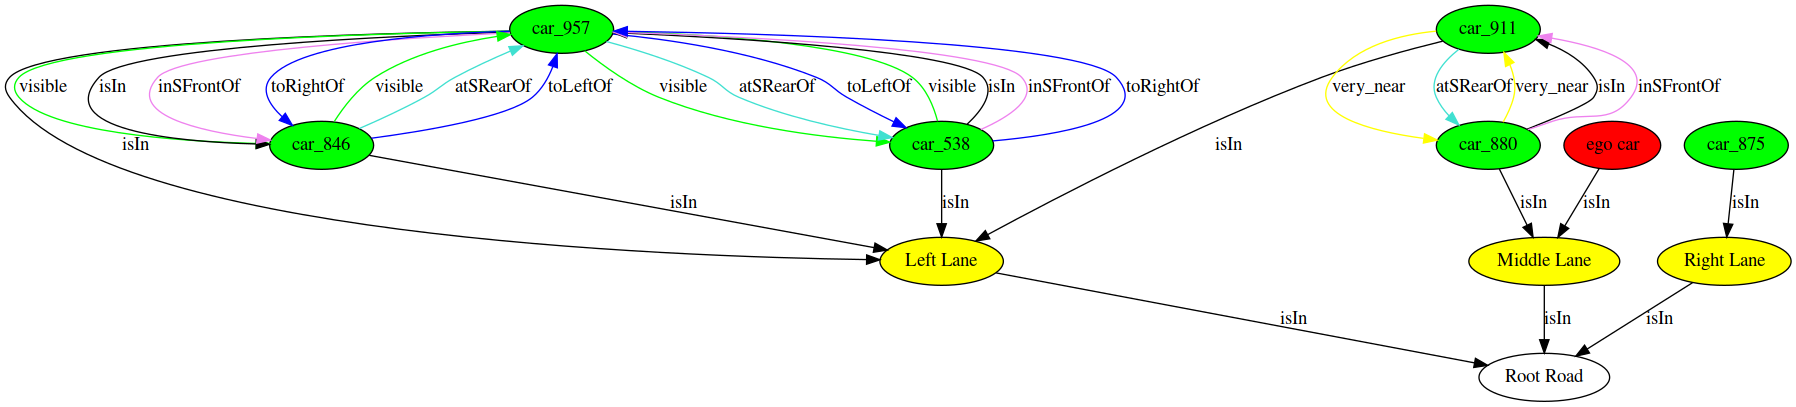 car_957
car_911
visible
isIn
inSFrontOf
toRightOf
visible
atSRearOf
toLeftOf
visible
atSRearOf
toLeftOf
visible
isIn
inSFrontOf
toRightOf
very_near
atSRearOf
very_near
isIn
inSFrontOf
isIn
car_846
car_538
isIn
car_880
ego car
car_875
isIn
isIn
isIn
isIn
isIn
Left Lane
Middle Lane
Right Lane
isIn
isIn
isIn
Root Road